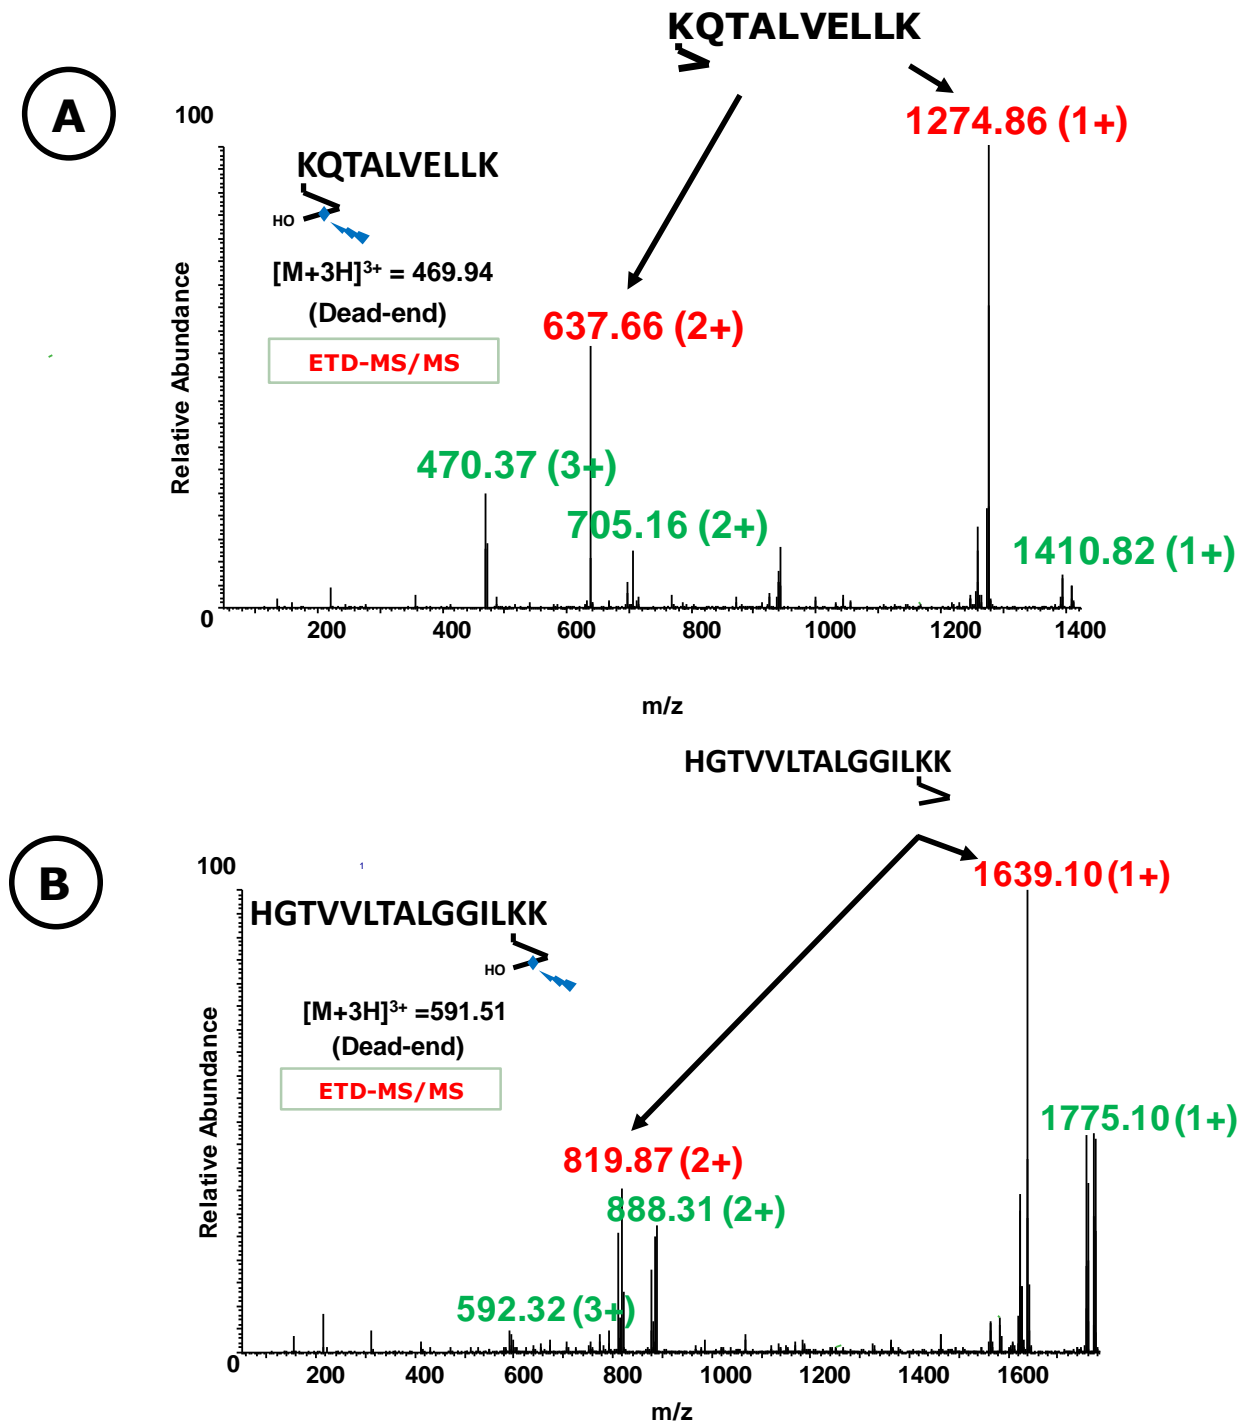 KQTALVELLK
A
100
1274.86 (1+)
KQTALVELLK
HO
[M+3H]3+ = 469.94
(Dead-end)
637.66 (2+)
ETD-MS/MS
Relative Abundance
470.37 (3+)
705.16 (2+)
1410.82 (1+)
0
200 400 600 800 1000 1200 1400
m/z
HGTVVLTALGGILKK
B
100
1
1639.10 (1+)
HGTVVLTALGGILKK
HO
[M+3H]3+ =591.51
(Dead-end)
ETD-MS/MS
Relative Abundance
1775.10 (1+)
819.87 (2+)
888.31 (2+)
592.32 (3+)
0
200 400 600 800 1000 1200 1400 1600
m/z